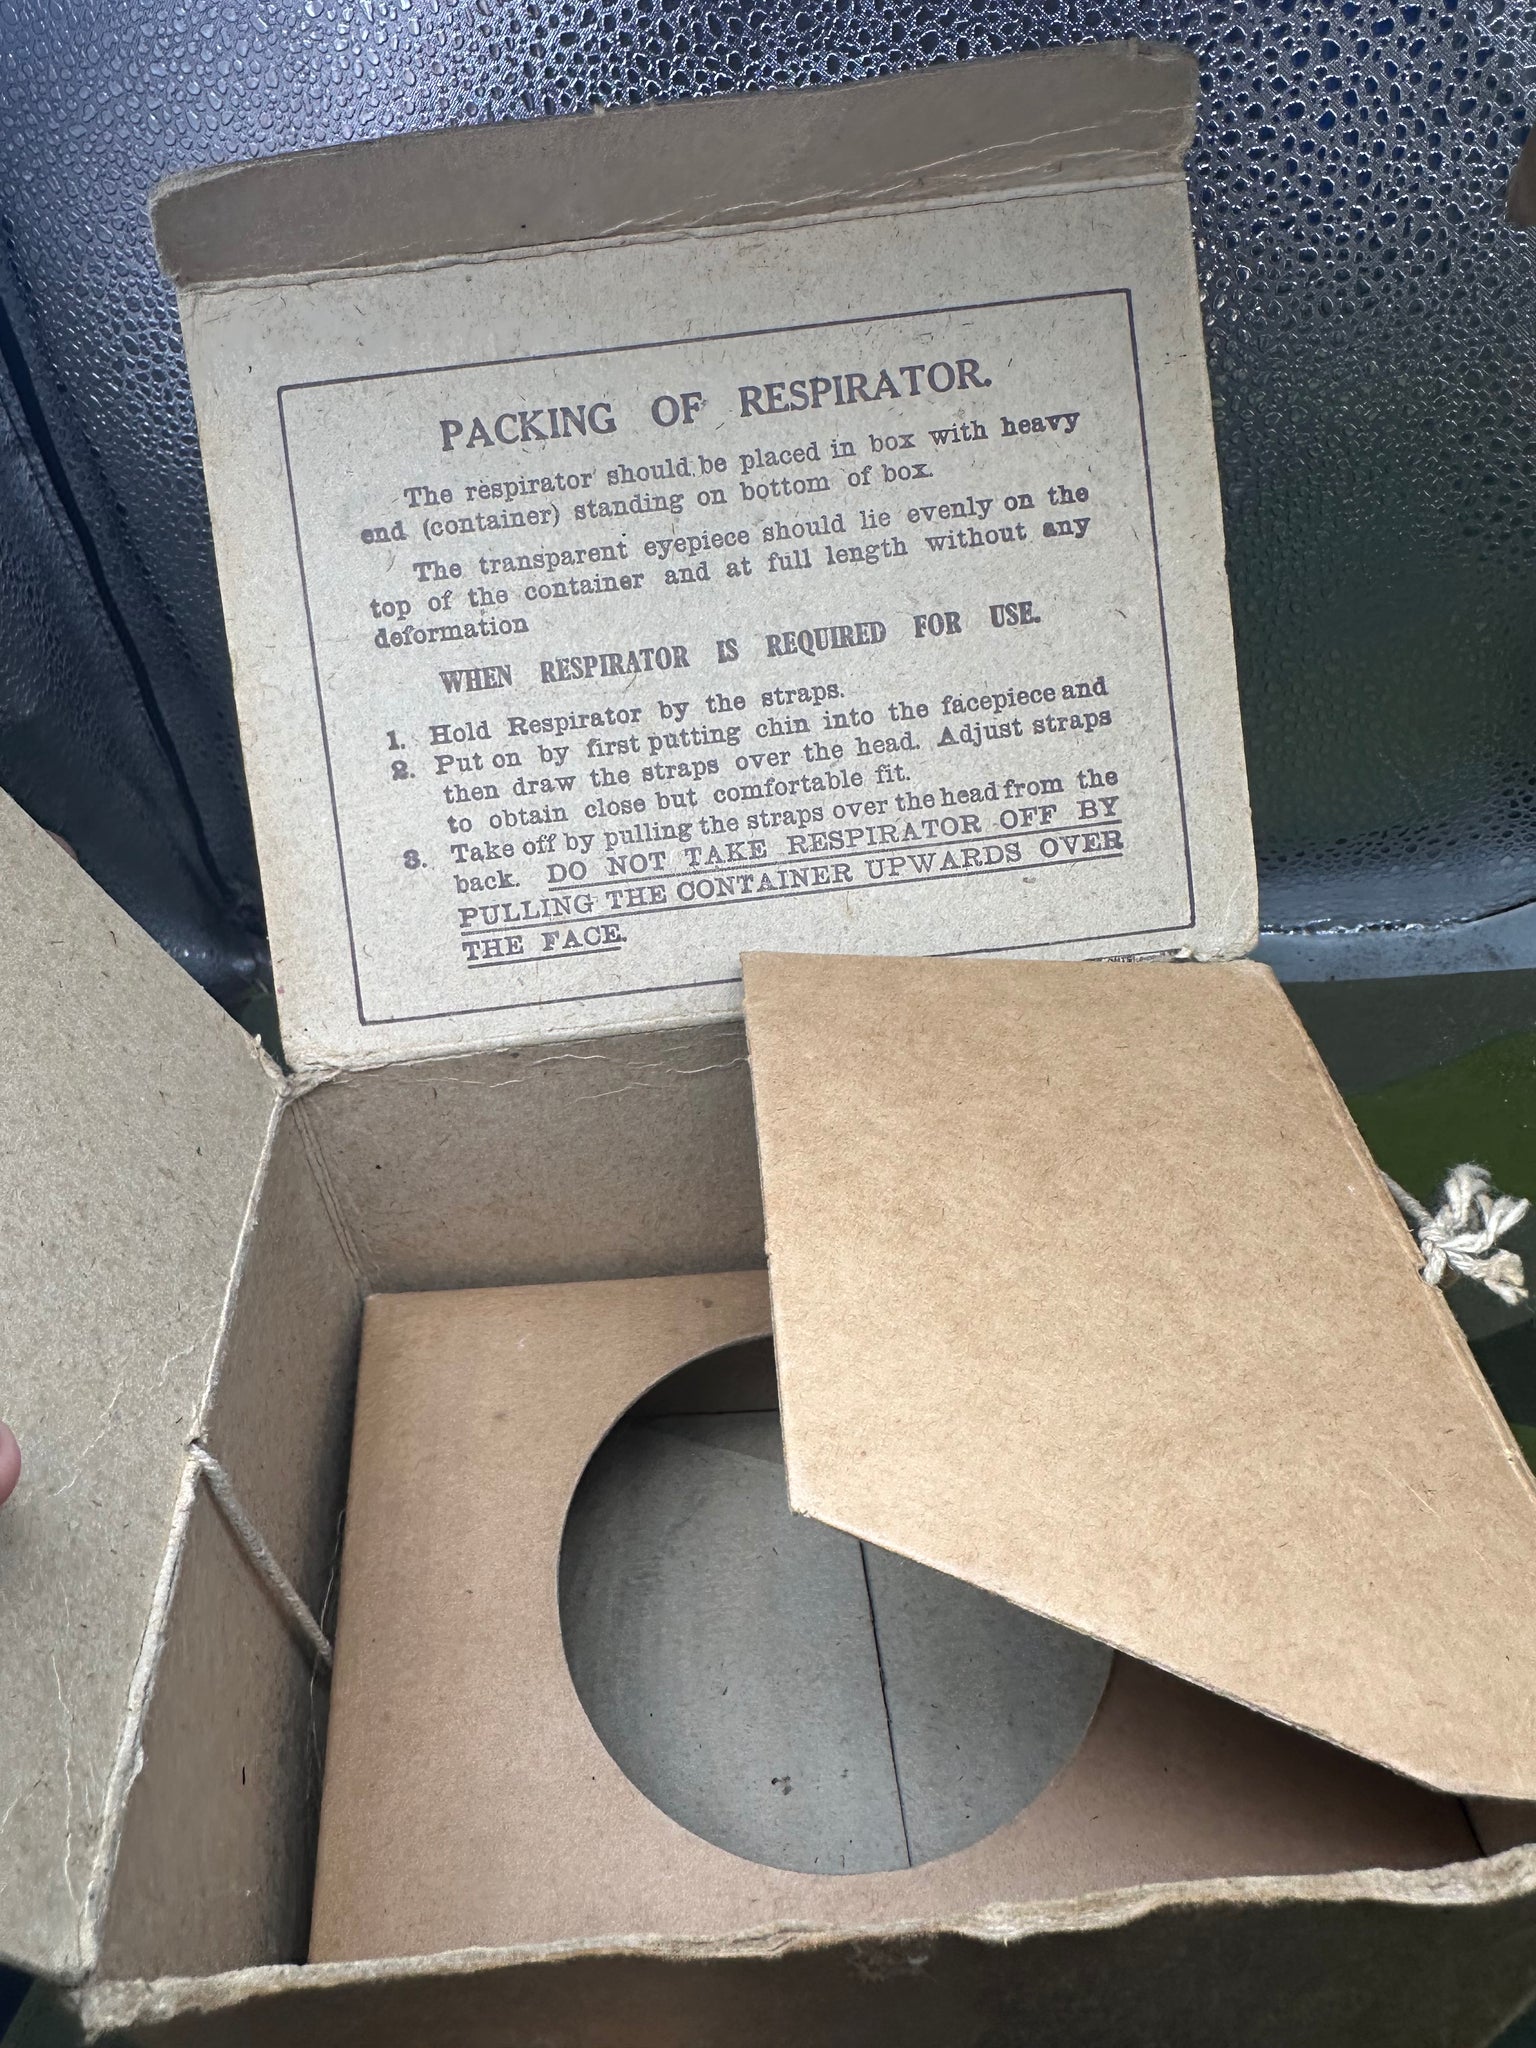 PACKING OF RESPIRATOR.
The respirator should be placed in box with heavy
end (container) standing on bottom of box.
The transparent eyepiece should lie evenly on the
top of the container and at full length without any
deformation
WHEN RESPIRATOR IS REQUIRED FOR USE.
1. Hold Respirator by the straps.
2. Put on by first putting chin into the facepiece and
then draw the straps over the head. Adjust straps
to obtain close but comfortable fit.
3. Take off by pulling the straps over the head from the
back. DO NOT TAKE RESPIRATOR OFF BY
PULLING THE CONTAINER UPWARDS OVER
THE FACE.